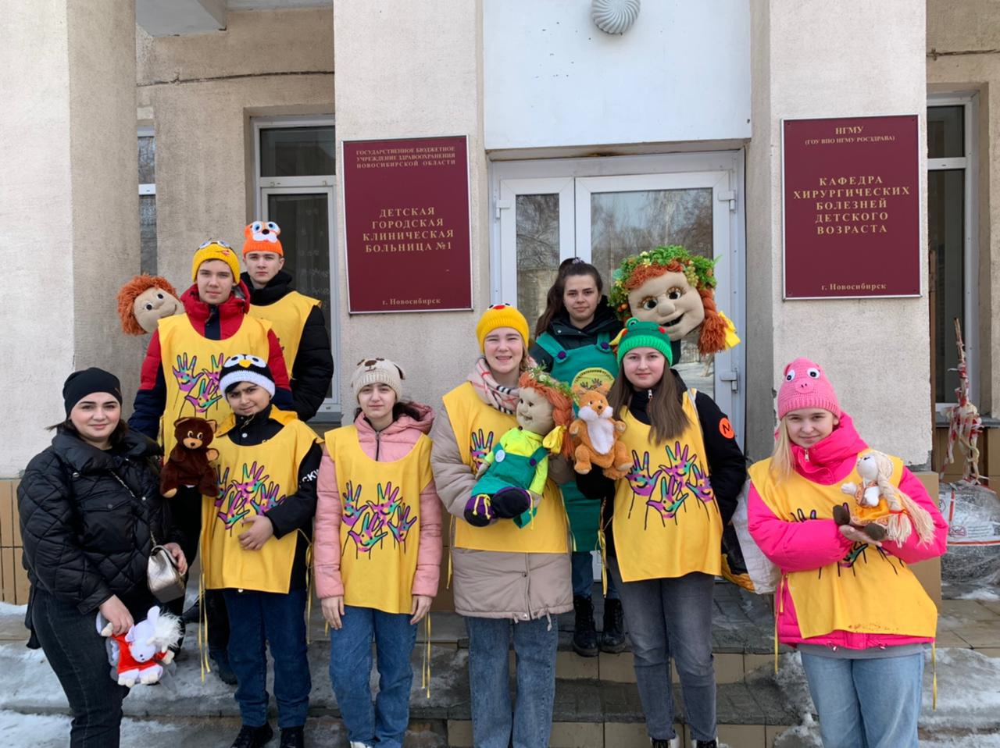 ГОСУДАРСТВЕННОЕ БЮДЖЕТНОЕ
УЧРЕЖДЕНИЕ ЗДРАВООХРАНЕНИЯ
НОВОСИБИРСКОЙ ОБЛАСТИ
ДЕТСКАЯ
ГОРОДСКАЯ
КЛИНИЧЕСКАЯ
БОЛЬНИЦА №1
г. Новосибирск
НГМУ
(ГОУ ВПО НГМУ РОСЗДРАВА)
КАФЕДРА
ХИРУРГИЧЕСКИХ
БОЛЕЗНЕЙ
ДЕТСКОГО
ВОЗРАСТА
г. Новосибирск
N